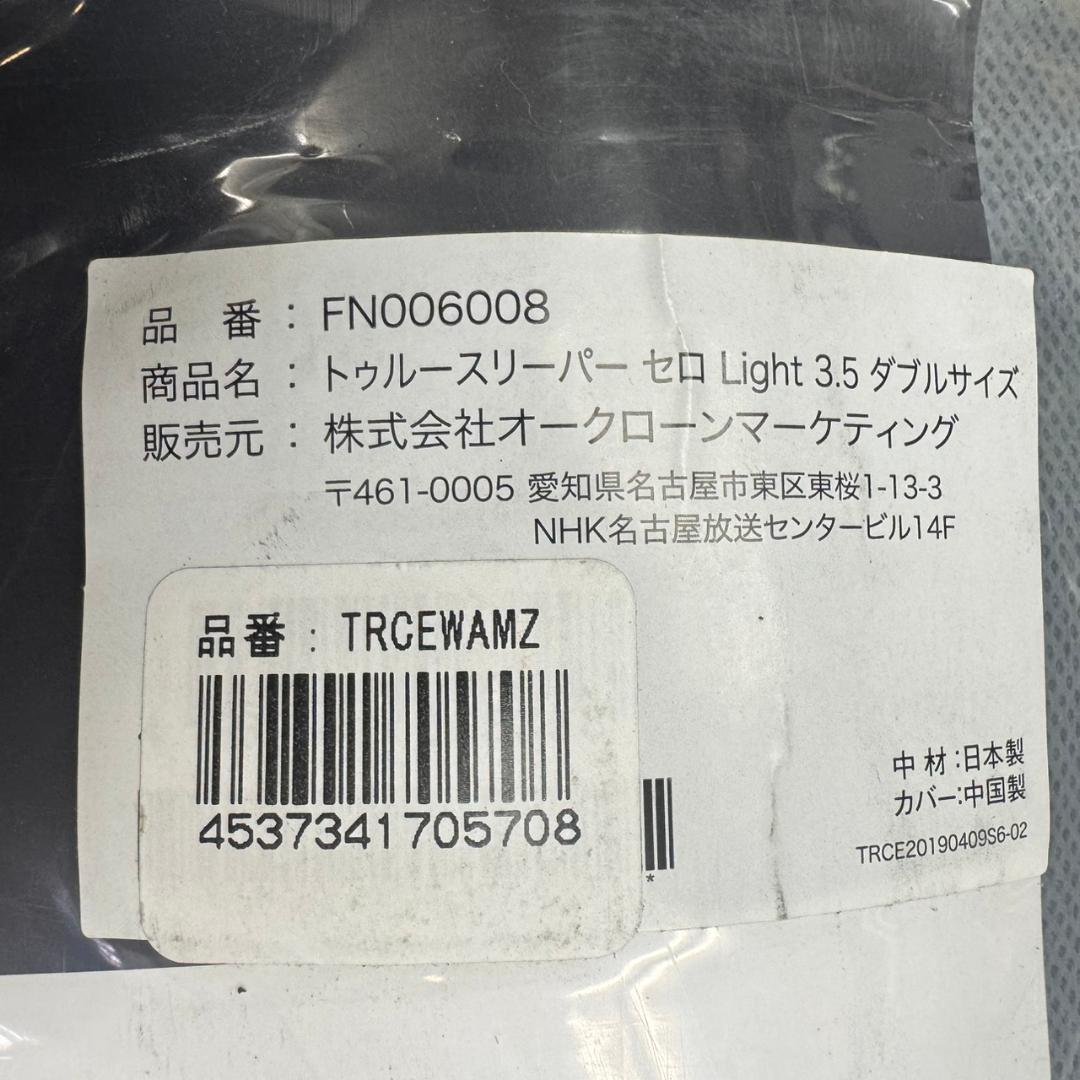 品 番 : FN006008
商品名 : トゥルースリーパー セロ Light 3.5 ダブルサイズ
販売元 : 株式会社オークローンマーケティング
〒461-0005 愛知県名古屋市東区東桜1-13-3
NHK名古屋放送センタービル14F
品番 : TRCEWAMZ
4537341705708
*
中 材 :日本製
カバー:中国製
TRCE20190409S6-02